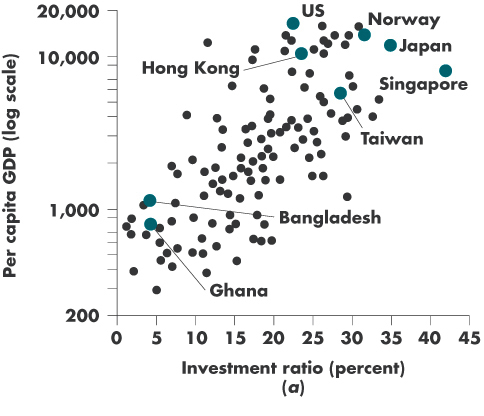 20,000
10,000
1,000
200
Per capita GDP (log scale)
US
Norway
Japan
Hong Kong
Singapore
Taiwan
Bangladesh
Ghana
0 5 10 15 20 25 30 35 40 45
Investment ratio (percent)
(a)